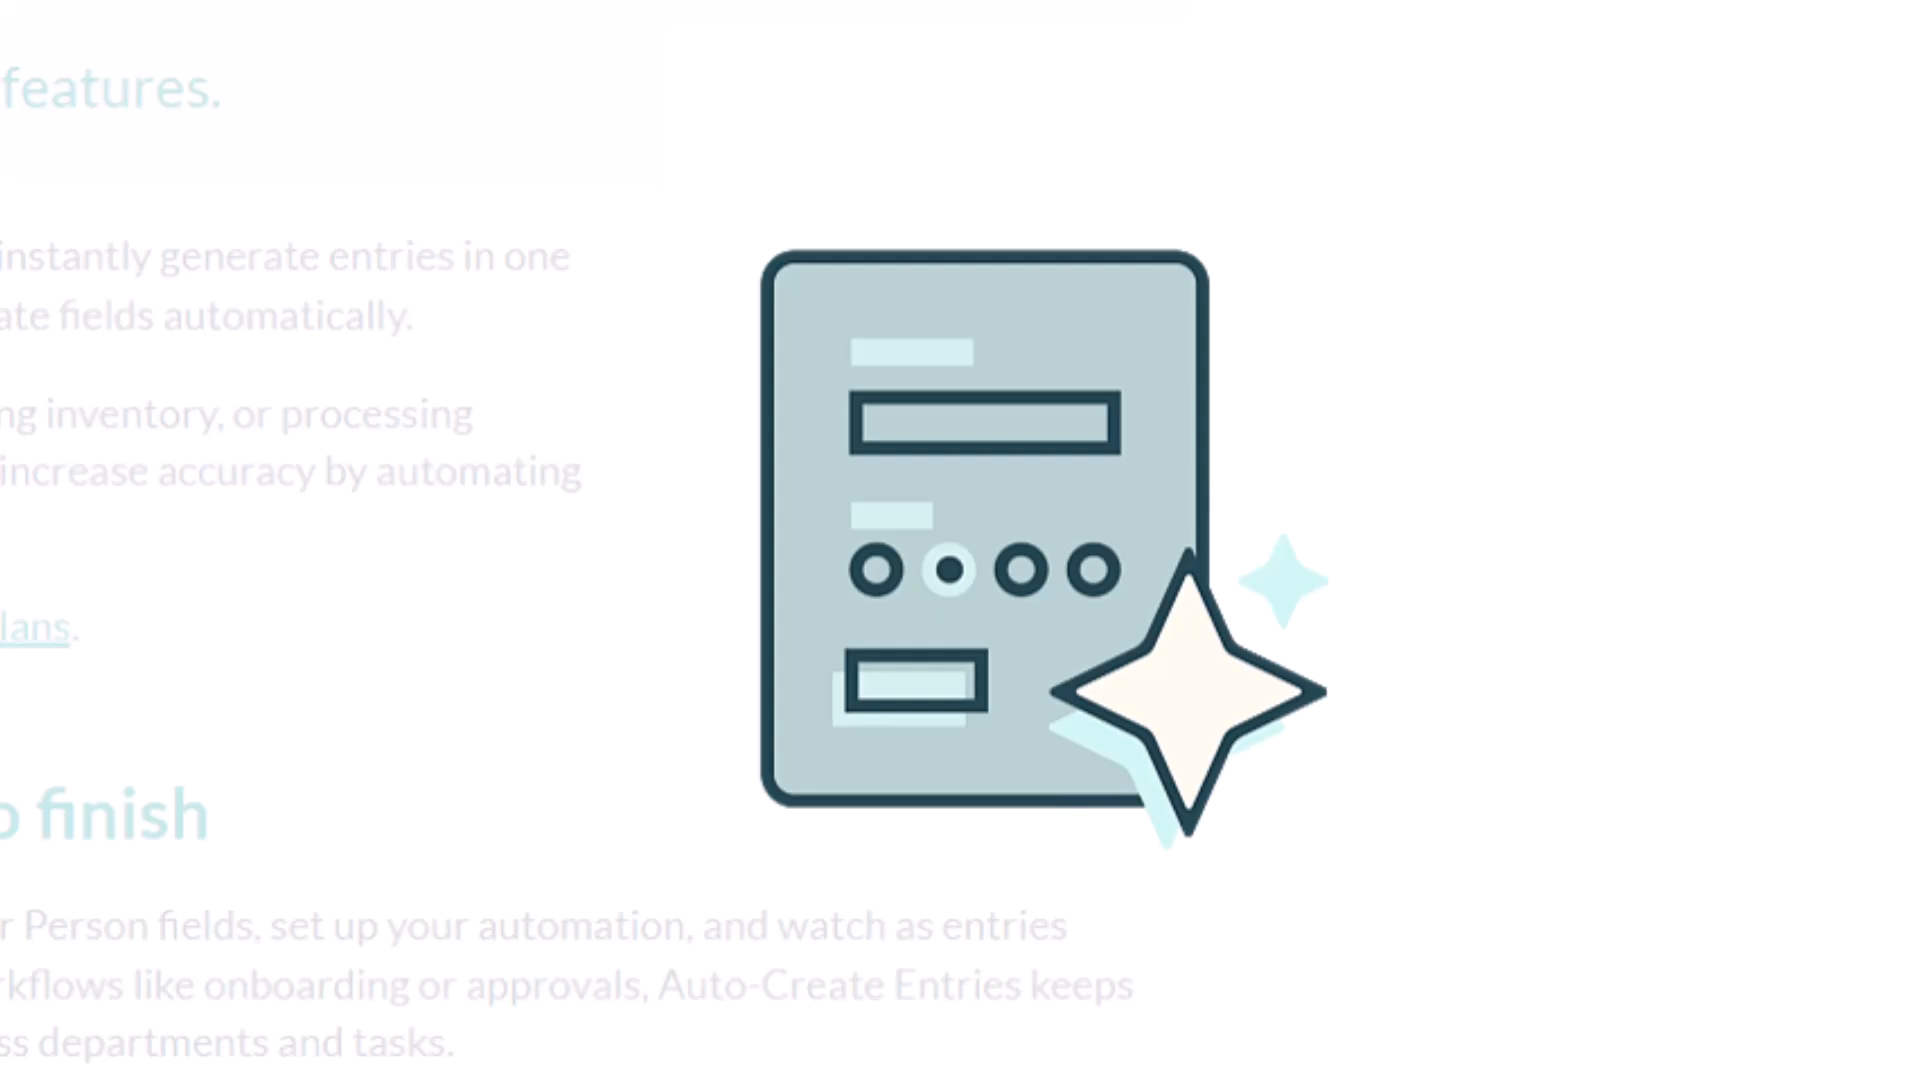 features.
instantly generate entries in one
ate fields automatically.
ng inventory, or processing
increase accuracy by automating
lans.
o finish
r Person fields, set up your automation, and watch as entries
rkflows like onboarding or approvals, Auto-Create Entries keeps
ss departments and tasks.